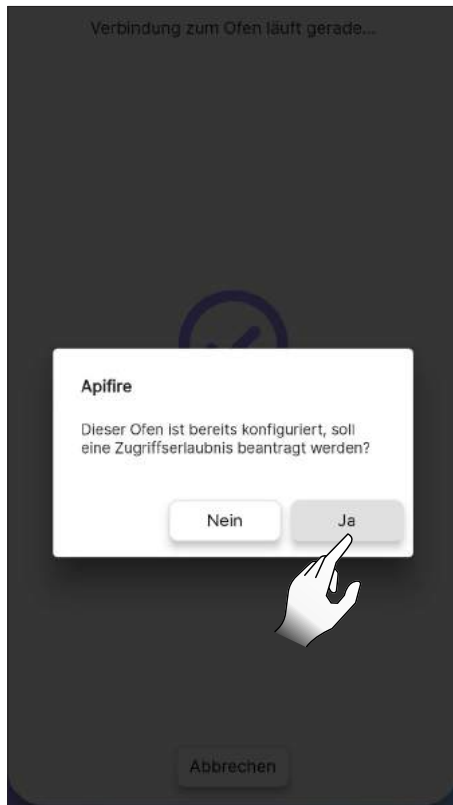 Verbindung zum Ofen läuft gerade...
Apifire
Dieser Ofen ist bereits konfiguriert, soll
eine Zugriffserlaubnis beantragt werden?
Nein
Ja
Abbrechen